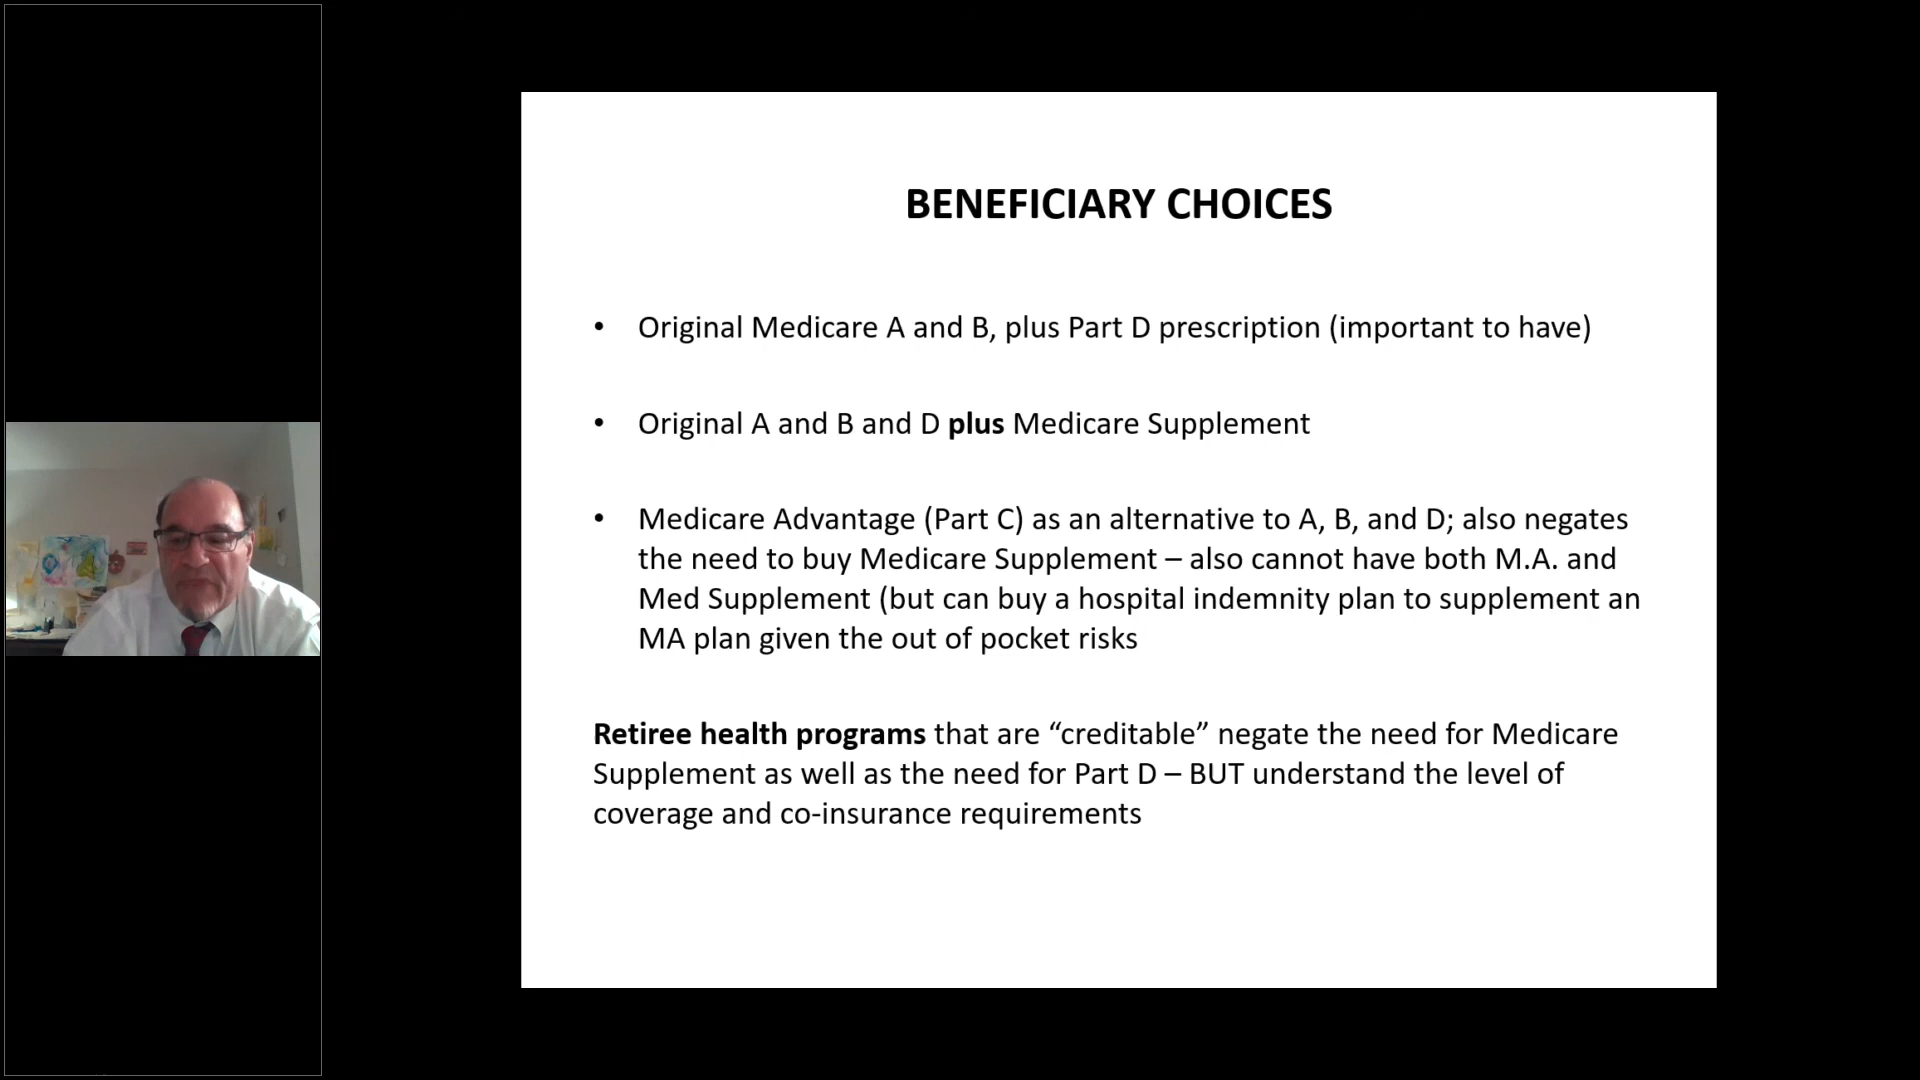 BENEFICIARY CHOICES
• Original Medicare A and B, plus Part D prescription (important to have)
• Original A and B and D plus Medicare Supplement
• Medicare Advantage (Part C) as an alternative to A, B, and D; also negates
the need to buy Medicare Supplement – also cannot have both M.A. and
Med Supplement (but can buy a hospital indemnity plan to supplement an
MA plan given the out of pocket risks
Retiree health programs that are “creditable” negate the need for Medicare
Supplement as well as the need for Part D – BUT understand the level of
coverage and co-insurance requirements